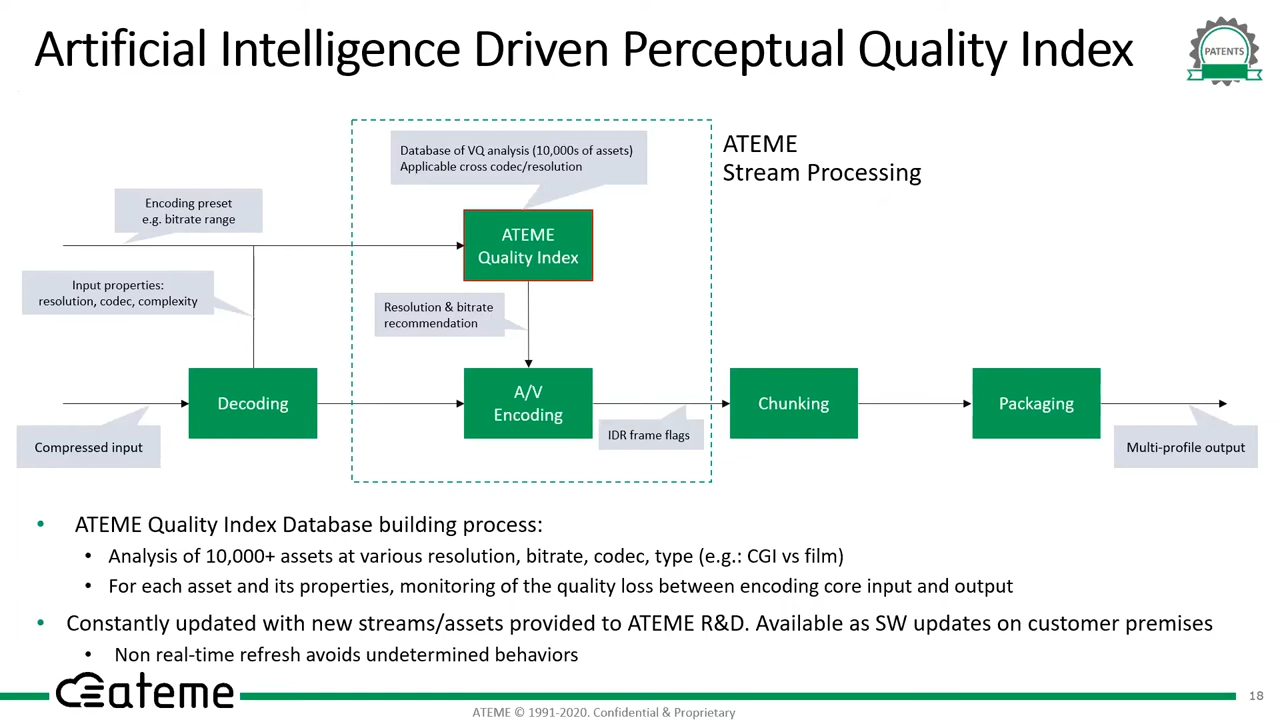 Artificial Intelligence Driven Perceptual Quality Index
PATENTS
Database of VQ analysis (10,000s of assets)
Applicable cross codec/resolution
ATEME
Stream Processing
Encoding preset
e.g. bitrate range
ATEME
Quality Index
Input properties:
resolution, codec, complexity
Resolution & bitrate
recommendation
Decoding
A/V
Encoding
Chunking
Packaging
Compressed input
IDR frame flags
Multi-profile output
• ATEME Quality Index Database building process:
• Analysis of 10,000+ assets at various resolution, bitrate, codec, type (e.g.: CGI vs film)
• For each asset and its properties, monitoring of the quality loss between encoding core input and output
• Constantly updated with new streams/assets provided to ATEME R&D. Available as SW updates on customer premises
• Non real-time refresh avoids undetermined behaviors
ateme
18
ATEME © 1991-2020. Confidential & Proprietary